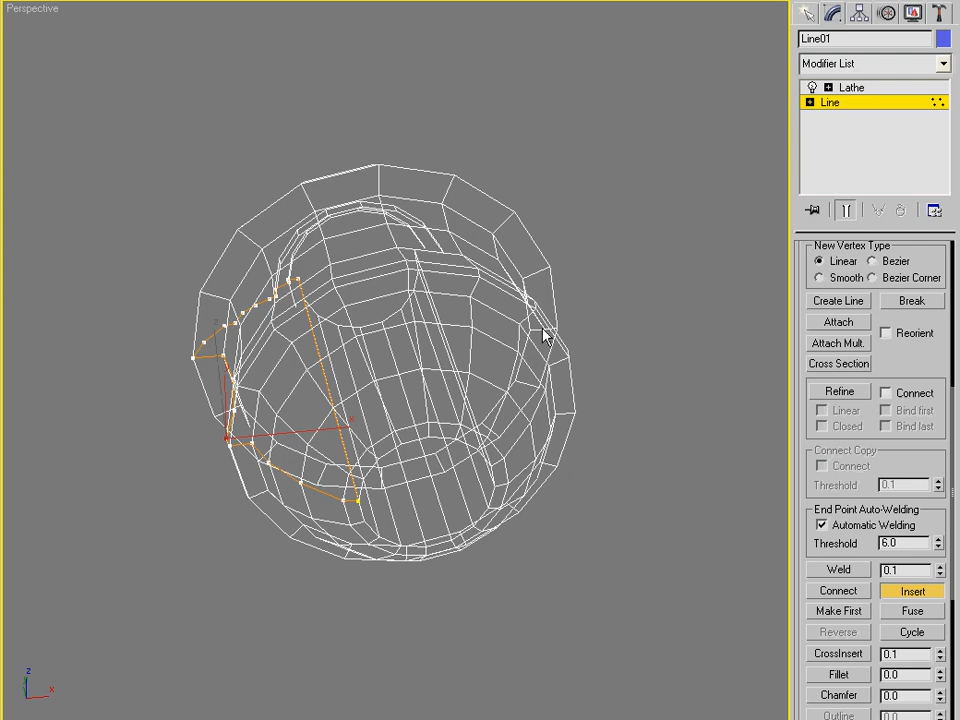 Perspective
Line01
Modifier List
Lathe
Line
New Vertex Type
Linear Bezier
Smooth Bezier Corner
Create Line Break
Attach
Reorient
Attach Mult.
Cross Section
Refine Connect
Linear Bind first
Closed Bind last
Connect Copy
Connect
Threshold 0.1
End Point Auto-Welding
Automatic Welding
Threshold 6.0
Weld 0.1
Connect Insert
Make First Fuse
Reverse Cycle
CrossInsert 0.1
Fillet 0.0
Chamfer 0.0
Outline 0.0
z
x
z
x